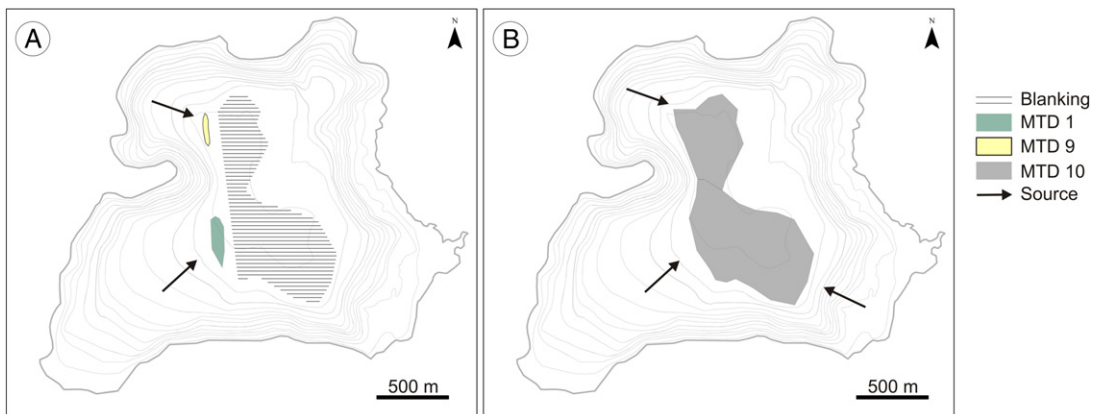 A
N
500 m
B
N
500 m
Blanking
MTD 1
MTD 9
MTD 10
Source